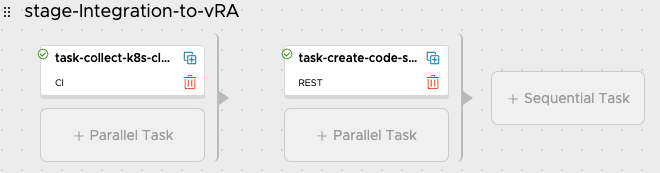 stage-Integration-to-vRA
task-collect-k8s-cl...
CI
+ Parallel Task
task-create-code-s...
REST
+ Parallel Task
+ Sequential Task